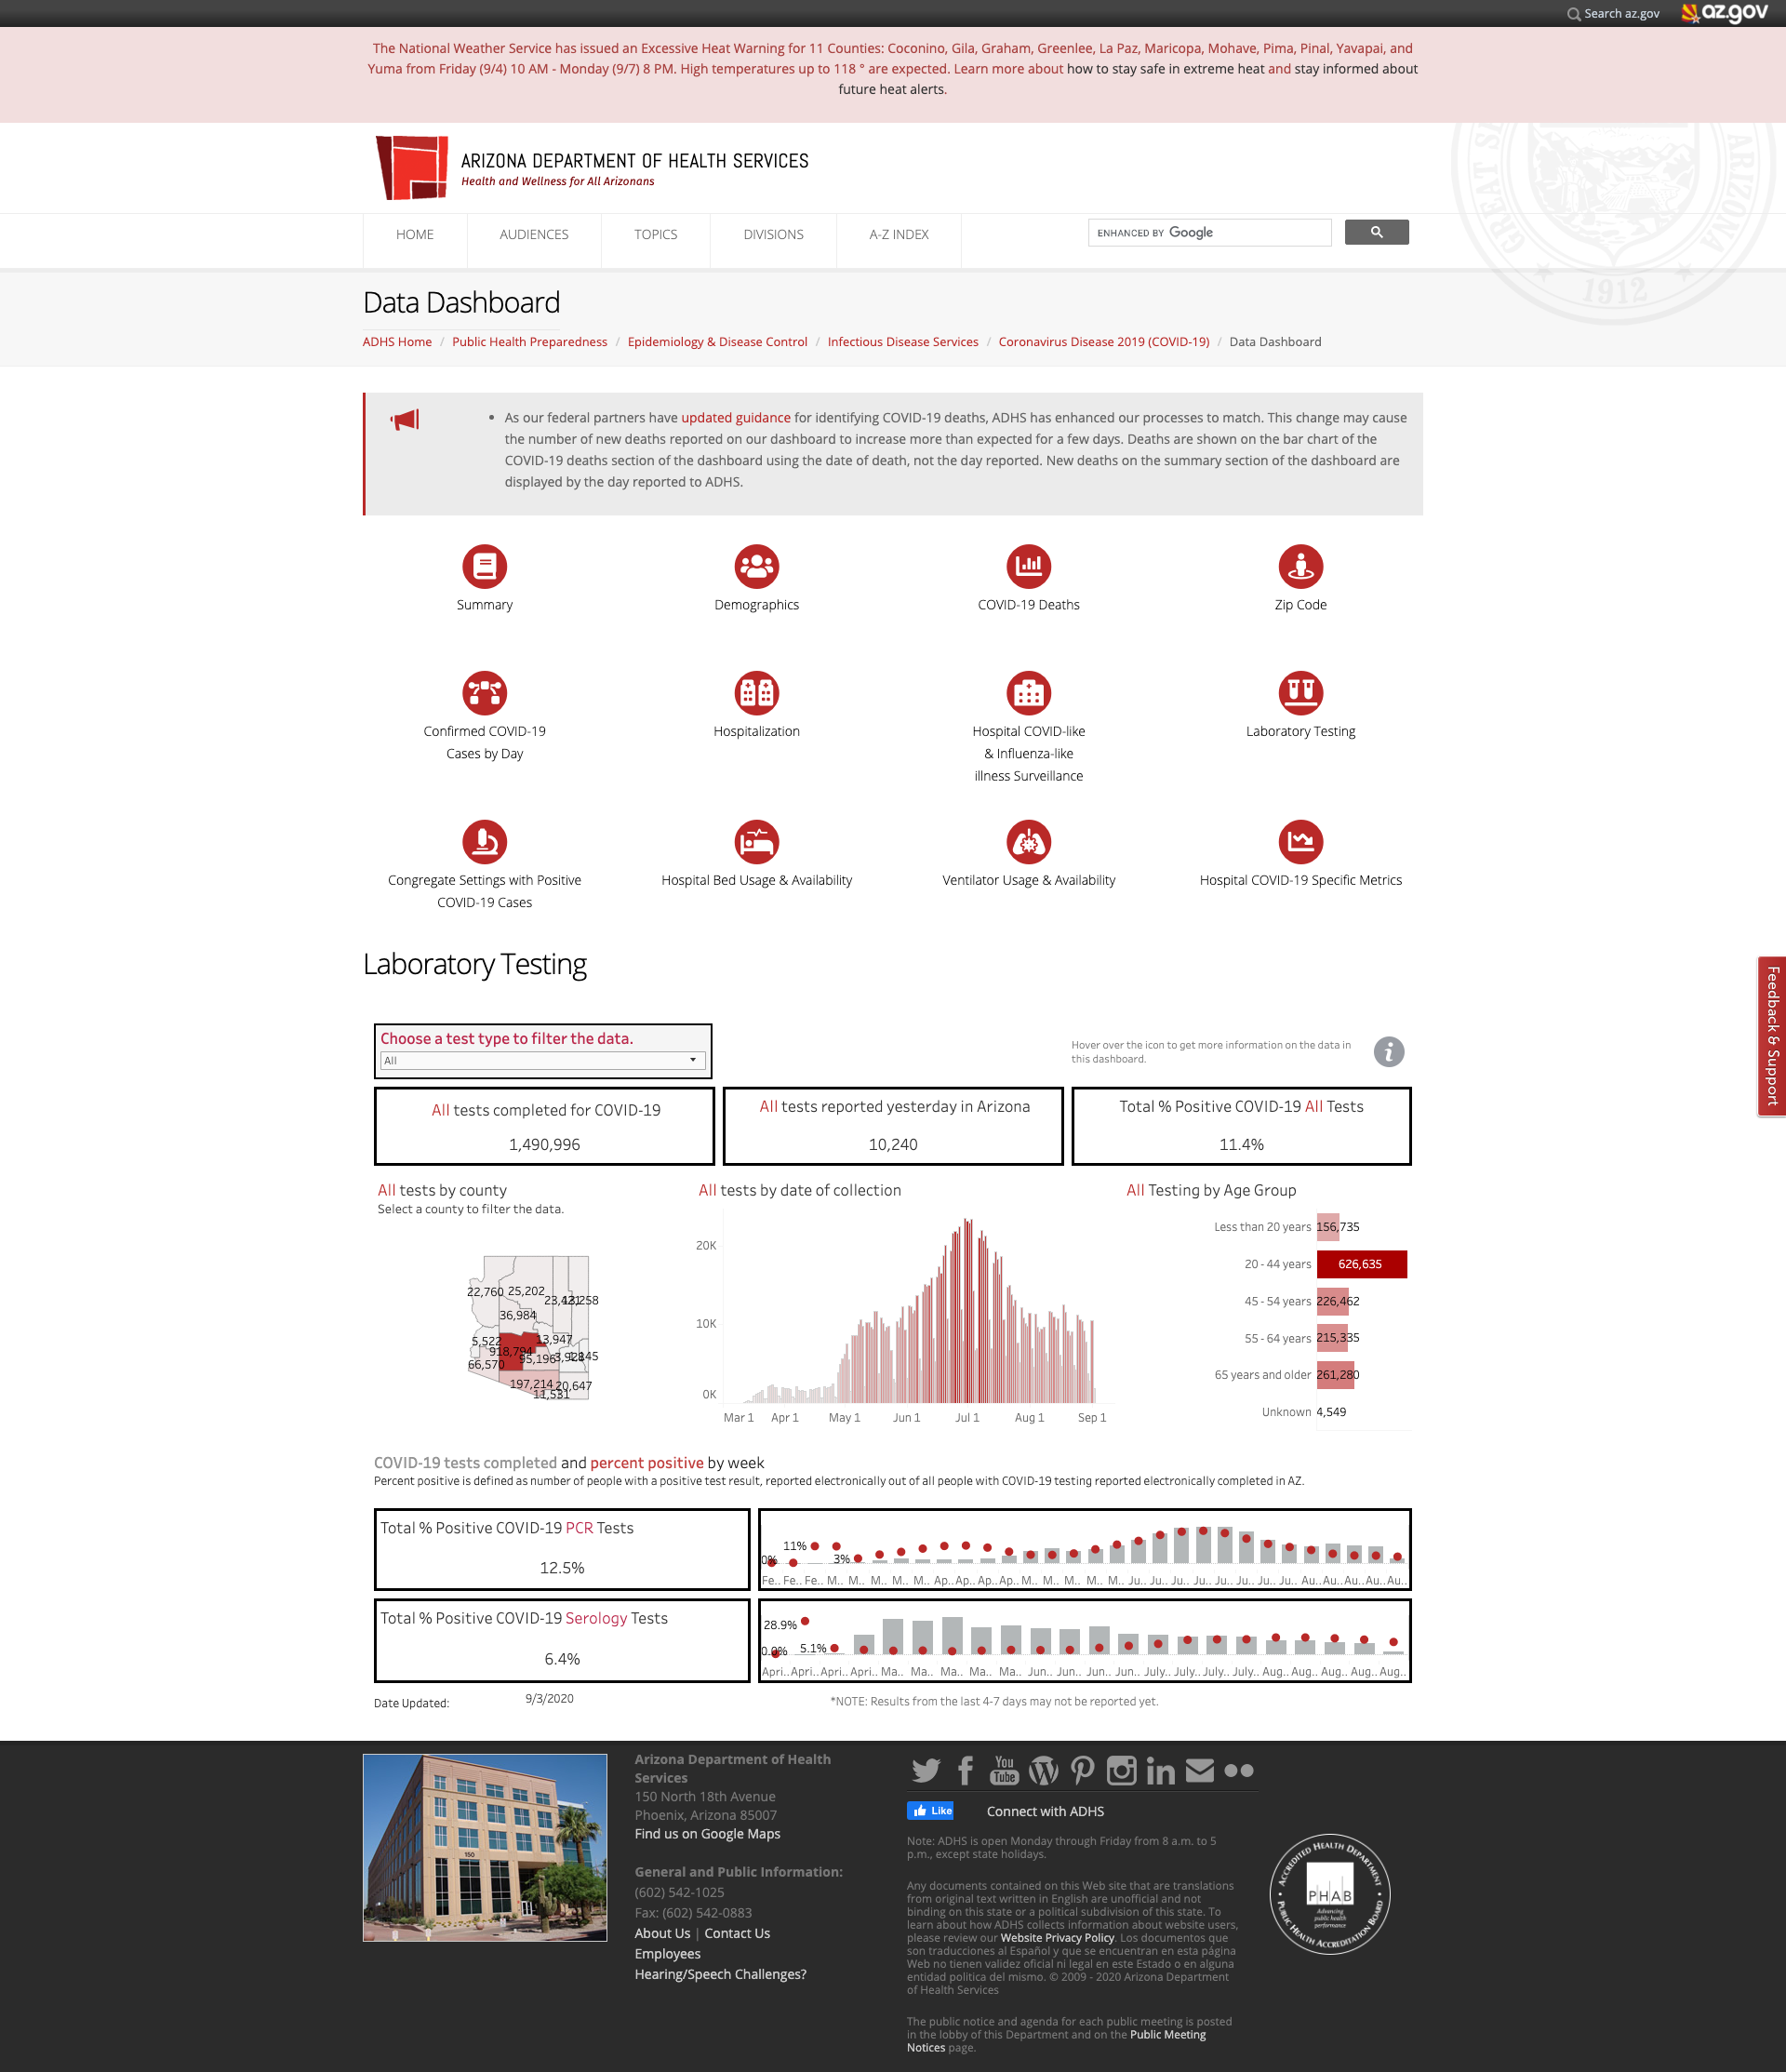 Search az.gov
az.gov
The National Weather Service has issued an Excessive Heat Warning for 11 Counties: Coconino, Gila, Graham, Greenlee, La Paz, Maricopa, Mohave, Pima, Pinal, Yavapai, and
Yuma from Friday (9/4) 10 AM - Monday (9/7) 8 PM. High temperatures up to 118 ° are expected. Learn more about how to stay safe in extreme heat and stay informed about
future heat alerts.
ARIZONA DEPARTMENT OF HEALTH SERVICES
Health and Wellness for All Arizonans
GREAT S
ARIZONA
1912
HOME
AUDIENCES
TOPICS
DIVISIONS
A-Z INDEX
ENHANCED BY Google
Data Dashboard
ADHS Home / Public Health Preparedness / Epidemiology & Disease Control / Infectious Disease Services / Coronavirus Disease 2019 (COVID-19) / Data Dashboard
• As our federal partners have updated guidance for identifying COVID-19 deaths, ADHS has enhanced our processes to match. This change may cause
the number of new deaths reported on our dashboard to increase more than expected for a few days. Deaths are shown on the bar chart of the
COVID-19 deaths section of the dashboard using the date of death, not the day reported. New deaths on the summary section of the dashboard are
displayed by the day reported to ADHS.
Summary
Demographics
COVID-19 Deaths
Zip Code
Confirmed COVID-19
Cases by Day
Hospitalization
Hospital COVID-like
& Influenza-like
illness Surveillance
Laboratory Testing
Congregate Settings with Positive
COVID-19 Cases
Hospital Bed Usage & Availability
Ventilator Usage & Availability
Hospital COVID-19 Specific Metrics
Feedback & Support
Laboratory Testing
Choose a test type to filter the data.
All
Hover over the icon to get more information on the data in
this dashboard.
All tests completed for COVID-19
1,490,996
All tests reported yesterday in Arizona
10,240
Total % Positive COVID-19 All Tests
11.4%
All tests by county
Select a county to filter the data.
22,760
25,202
36,984
5,522
13,947
918,794
95,196
66,570
197,214
20,647
11,531
All tests by date of collection
20K
10K
0K
Mar 1 Apr 1 May 1 Jun 1 Jul 1 Aug 1 Sep 1
All Testing by Age Group
Less than 20 years 156,735
20 - 44 years 626,635
45 - 54 years 226,462
55 - 64 years 215,335
65 years and older 261,280
Unknown 4,549
COVID-19 tests completed and percent positive by week
Percent positive is defined as number of people with a positive test result, reported electronically out of all people with COVID-19 testing reported electronically completed in AZ.
Total % Positive COVID-19 PCR Tests
12.5%
0% 11% 3%
Fe.. Fe.. Fe.. M.. M.. M.. M.. M.. Ap.. Ap.. Ap.. Ap.. M.. M.. M.. M.. M.. Ju.. Ju.. Ju.. Ju.. Ju.. Ju.. Ju.. Ju.. Au.. Au.. Au.. Au.. Au..
Total % Positive COVID-19 Serology Tests
6.4%
28.9%
0.0% 5.1%
Apri.. Apri.. Apri.. Apri.. Ma.. Ma.. Ma.. Ma.. Ma.. Jun.. Jun.. Jun.. Jun.. July.. July.. July.. July.. Aug.. Aug.. Aug.. Aug.. Aug..
Date Updated:
9/3/2020
*NOTE: Results from the last 4-7 days may not be reported yet.
150
Arizona Department of Health
Services
150 North 18th Avenue
Phoenix, Arizona 85007
Find us on Google Maps
General and Public Information:
(602) 542-1025
Fax: (602) 542-0883
About Us | Contact Us
Employees
Hearing/Speech Challenges?
You
Tube
Like
Connect with ADHS
Note: ADHS is open Monday through Friday from 8 a.m. to 5
p.m., except state holidays.
Any documents contained on this Web site that are translations
from original text written in English are unofficial and not
binding on this state or a political subdivision of this state. To
learn about how ADHS collects information about website users,
please review our Website Privacy Policy. Los documentos que
son traducciones al Español y que se encuentran en esta página
Web no tienen validez oficial ni legal en este Estado o en alguna
entidad politica del mismo. © 2009 - 2020 Arizona Department
of Health Services
The public notice and agenda for each public meeting is posted
in the lobby of this Department and on the Public Meeting
Notices page.
ACCREDITED HEALTH DEPARTMENT
PHAB
Advancing
public health
performance
PUBLIC HEALTH ACCREDITATION BOARD